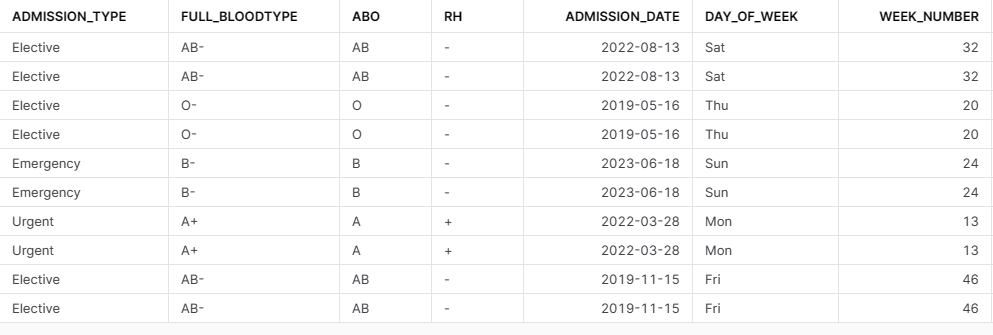 ADMISSION_TYPE FULL_BLOODTYPE ABO RH ADMISSION_DATE DAY_OF_WEEK WEEK_NUMBER
Elective AB- AB - 2022-08-13 Sat 32
Elective AB- AB - 2022-08-13 Sat 32
Elective O- O - 2019-05-16 Thu 20
Elective O- O - 2019-05-16 Thu 20
Emergency B- B - 2023-06-18 Sun 24
Emergency B- B - 2023-06-18 Sun 24
Urgent A+ A + 2022-03-28 Mon 13
Urgent A+ A + 2022-03-28 Mon 13
Elective AB- AB - 2019-11-15 Fri 46
Elective AB- AB - 2019-11-15 Fri 46